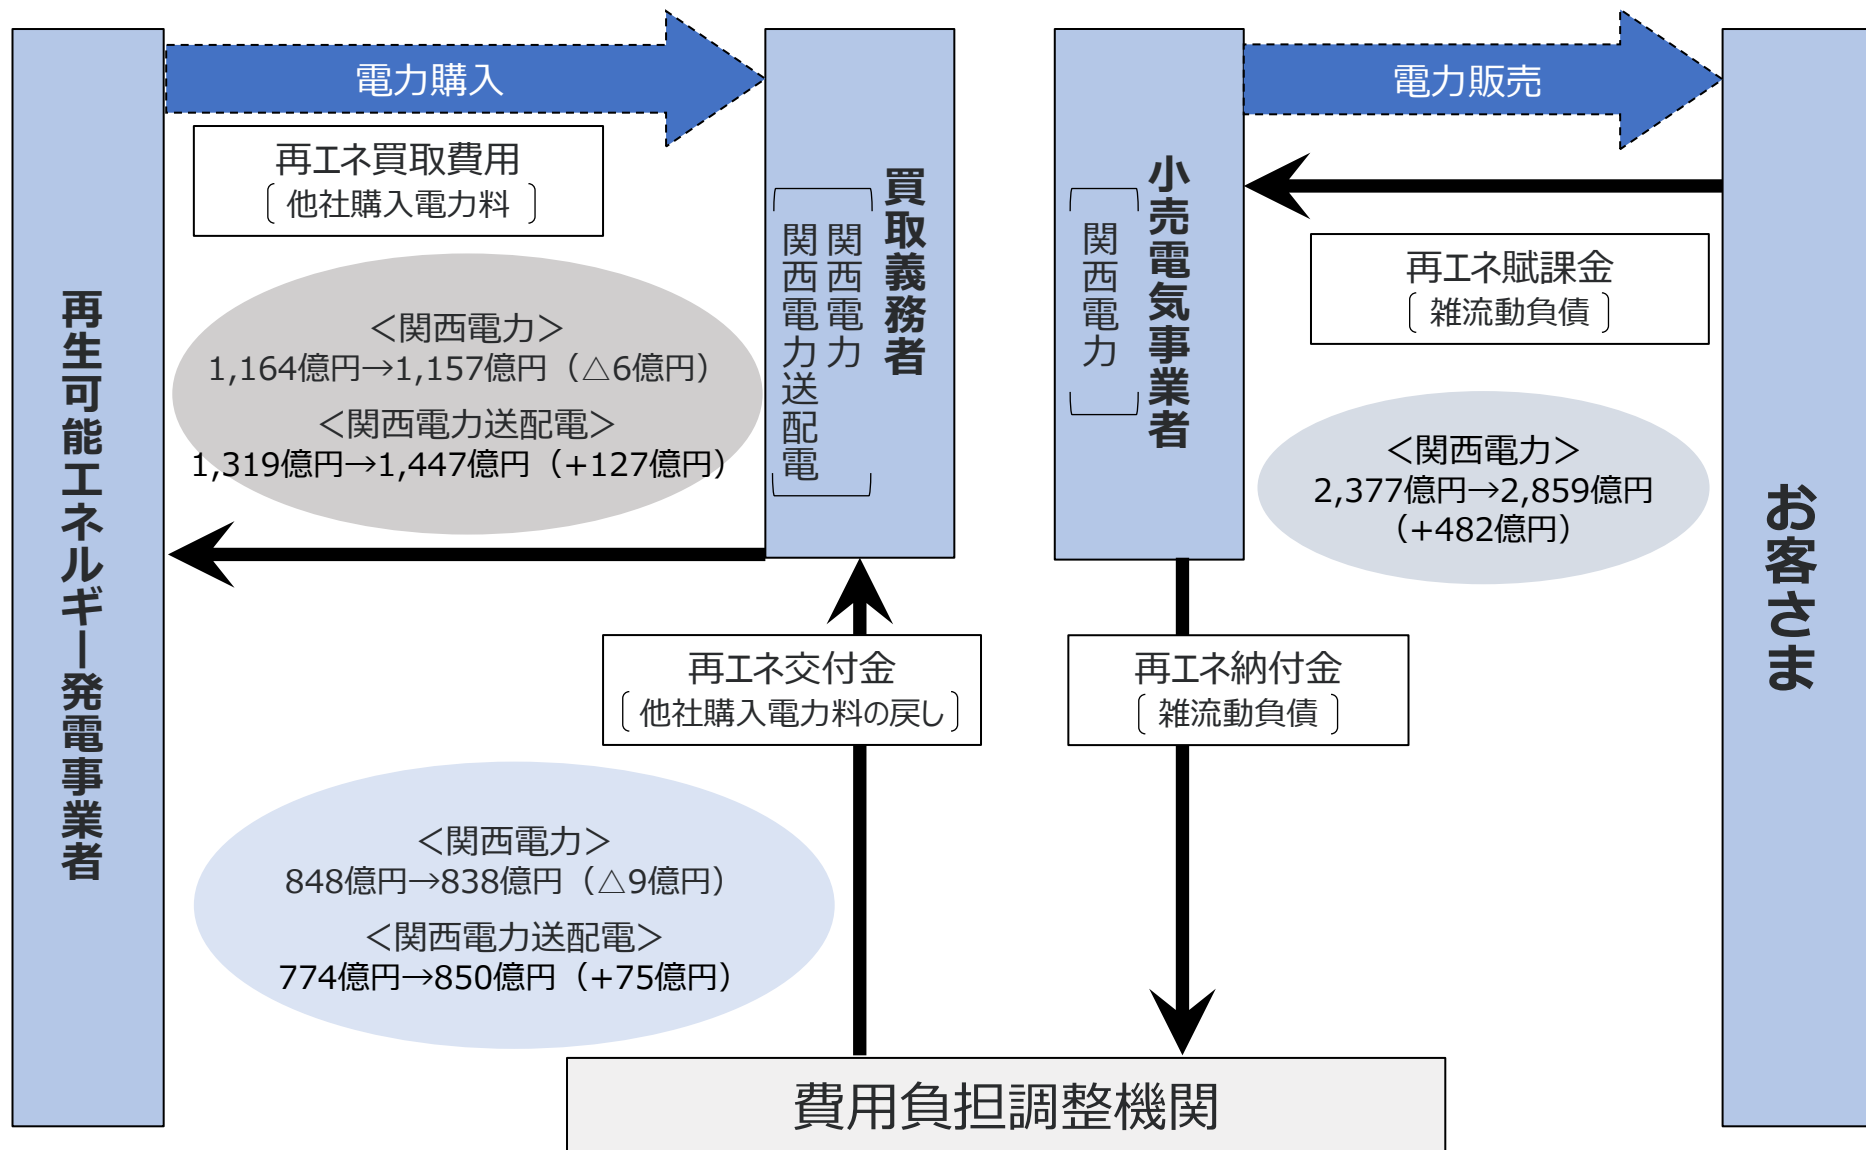 再生可能エネルギー発電事業者
電力購入
再エネ買取費用
〔 他社購入電力料 〕
＜関西電力＞
1,164億円→1,157億円（△6億円）
＜関西電力送配電＞
1,319億円→1,447億円（+127億円）
買取義務者
関西電力
関西電力送配電
小売電気事業者
関西電力
電力販売
再エネ賦課金
〔 雑流動負債 〕
＜関西電力＞
2,377億円→2,859億円
（+482億円）
お客さま
再エネ交付金
〔 他社購入電力料の戻し 〕
再エネ納付金
〔 雑流動負債 〕
＜関西電力＞
848億円→838億円（△9億円）
＜関西電力送配電＞
774億円→850億円（+75億円）
費用負担調整機関